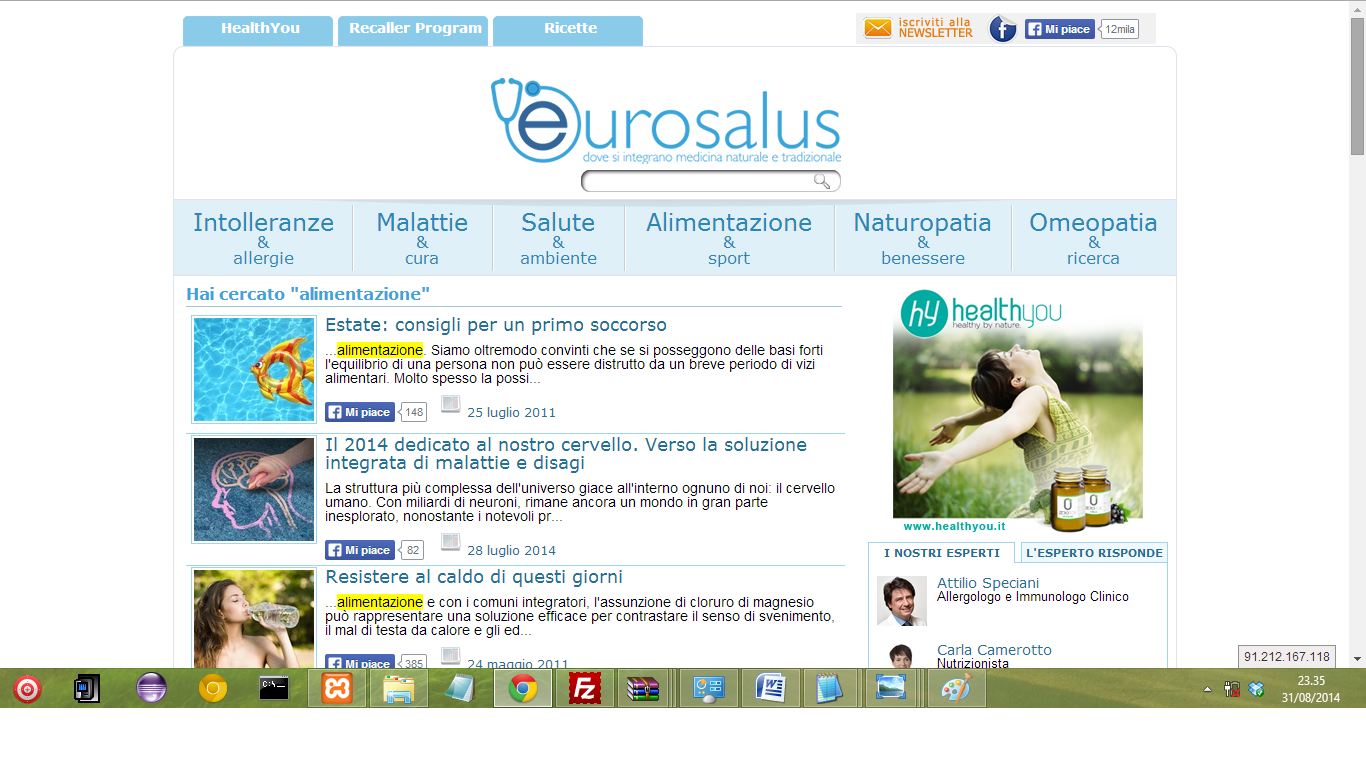 HealthYou
Recaller Program
Ricette
iscriviti alla
NEWSLETTER
Mi piace
12mila
eurosalus
dove si integrano medicina naturale e tradizionale
Intolleranze
&
allergie
Malattie
&
cura
Salute
&
ambiente
Alimentazione
&
sport
Naturopatia
&
benessere
Omeopatia
&
ricerca
Hai cercato "alimentazione"
Estate: consigli per un primo soccorso
...alimentazione. Siamo oltremodo convinti che se si posseggono delle basi forti
l'equilibrio di una persona non può essere distrutto da un breve periodo di vizi
alimentari. Molto spesso la possi...
Mi piace
148
25 luglio 2011
Il 2014 dedicato al nostro cervello. Verso la soluzione
integrata di malattie e disagi
La struttura più complessa dell'universo giace all'interno ognuno di noi: il cervello
umano. Con miliardi di neuroni, rimane ancora un mondo in gran parte
inesplorato, nonostante i notevoli pr...
Mi piace
82
28 luglio 2014
Resistere al caldo di questi giorni
...alimentazione e con i comuni integratori, l'assunzione di cloruro di magnesio
può rappresentare una soluzione efficace per contrastare il senso di svenimento,
il mal di testa da calore e gli ed...
Mi piace
385
24 maggio 2011
hy healthyou
healthy by nature.
www.healthyou.it
I NOSTRI ESPERTI
L'ESPERTO RISPONDE
Attilio Speciani
Allergologo e Immunologo Clinico
Carla Camerotto
Nutrizionista
91.212.167.118
23.35
31/08/2014